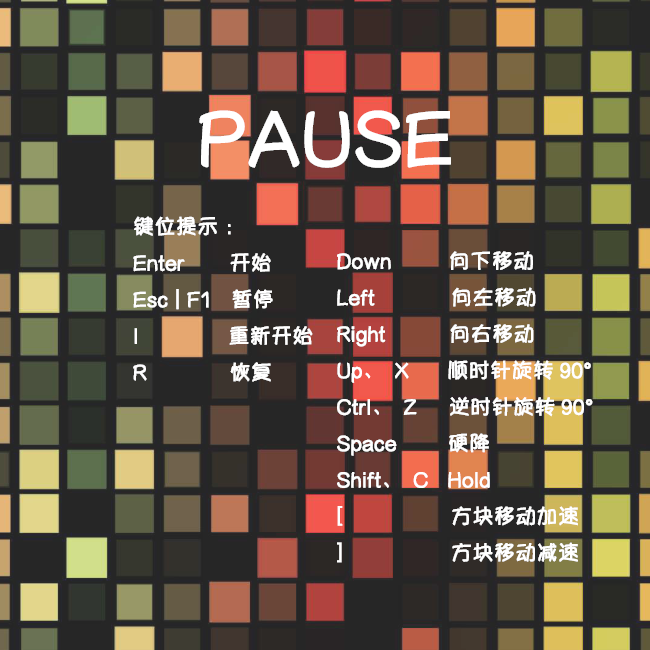 PAUSE
键位提示：
Enter 开始
Esc | F1 暂停
I 重新开始
R 恢复
Down 向下移动
Left 向左移动
Right 向右移动
Up、 X 顺时针旋转 90°
Ctrl、 Z 逆时针旋转 90°
Space 硬降
Shift、 C Hold
[ 方块移动加速
] 方块移动减速